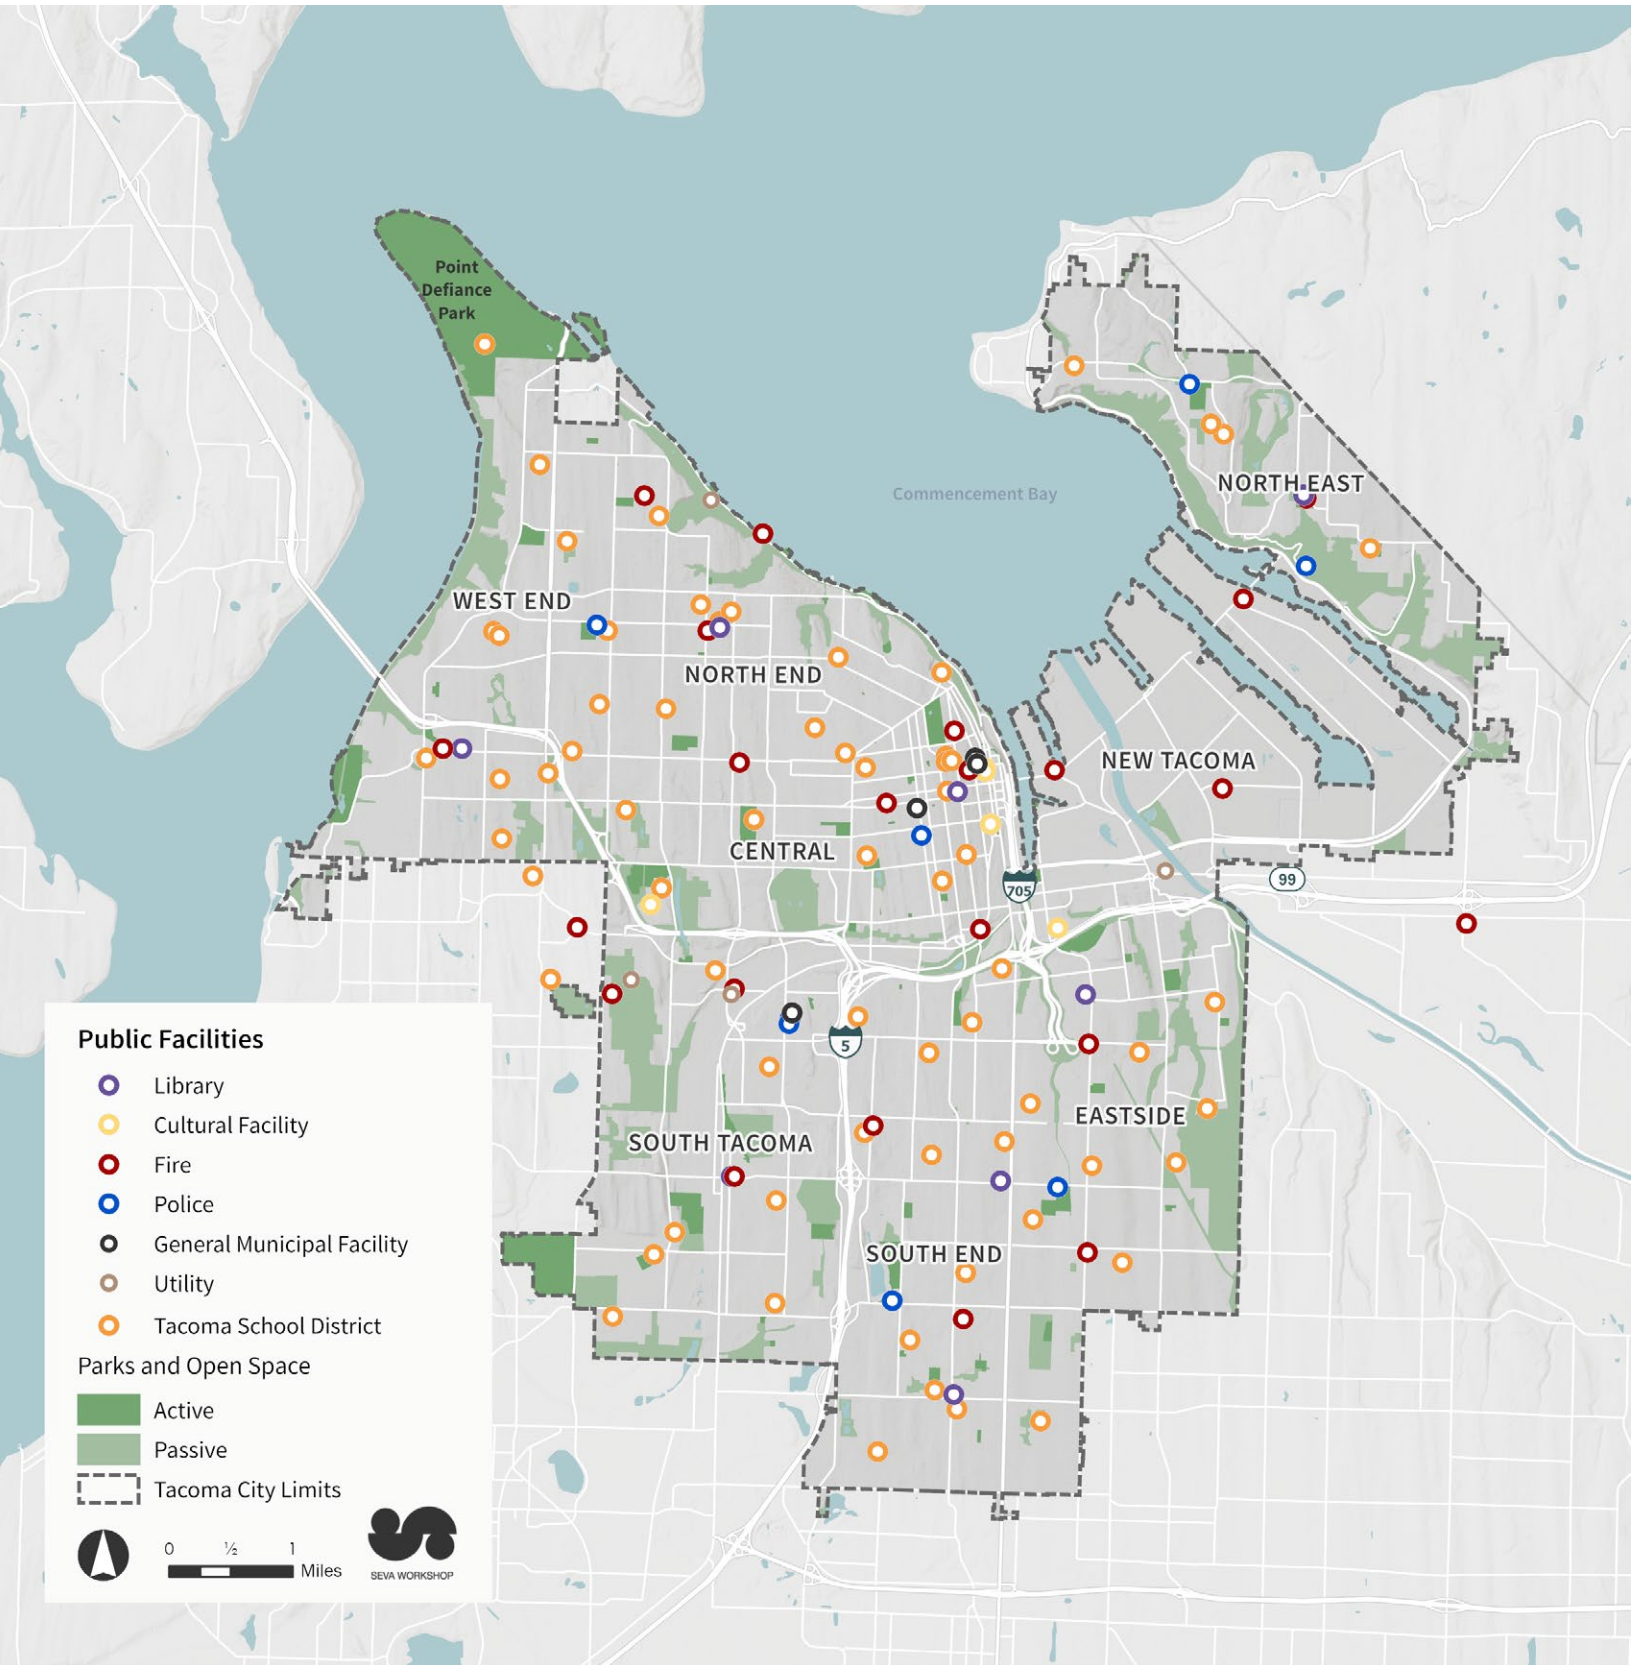 Point
Defiance
Park
Commencement Bay
NORTH EAST
WEST END
NORTH END
NEW TACOMA
CENTRAL
705
99
5
EASTSIDE
SOUTH TACOMA
SOUTH END
Public Facilities
Library
Cultural Facility
Fire
Police
General Municipal Facility
Utility
Tacoma School District
Parks and Open Space
Active
Passive
Tacoma City Limits
0 ½ 1
Miles
SEVA WORKSHOP